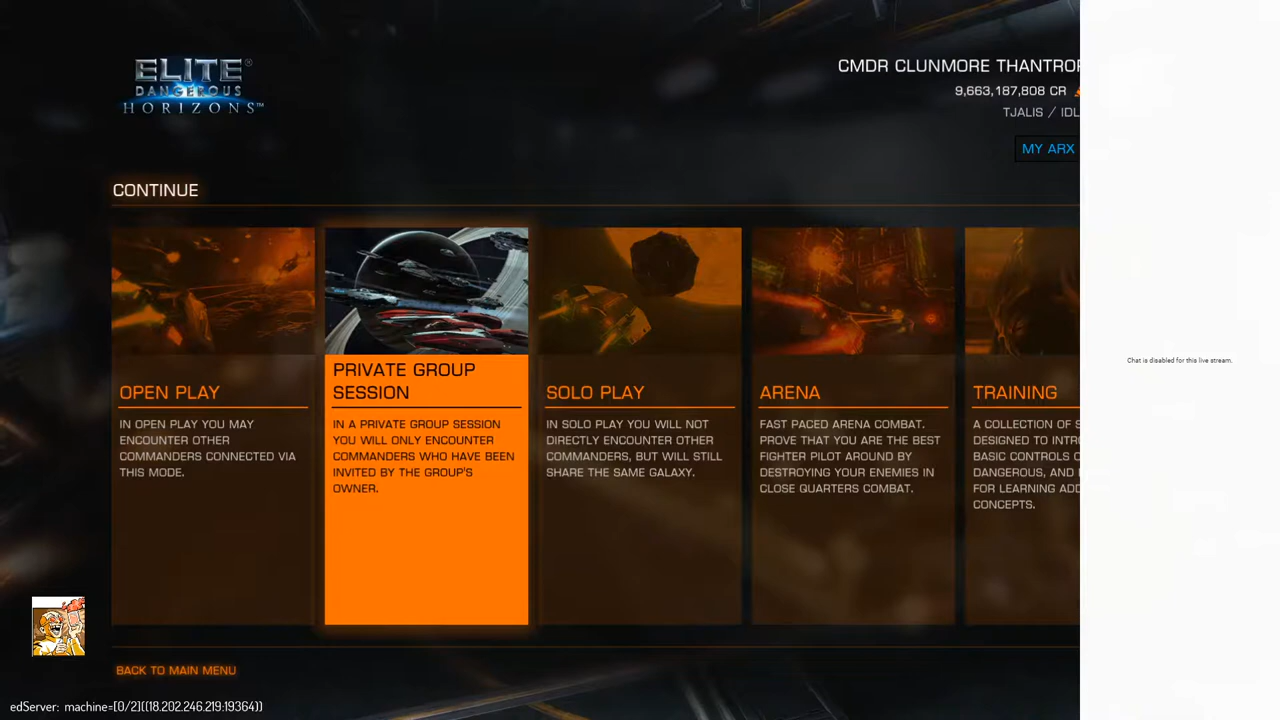 ELITE®
DANGEROUS
HORIZONS™
CMDR CLUNMORE THANTROP
9,663,187,808 CR
TJALIS / IDL
MY ARX
CONTINUE
OPEN PLAY
IN OPEN PLAY YOU MAY
ENCOUNTER OTHER
COMMANDERS CONNECTED VIA
THIS MODE.
PRIVATE GROUP
SESSION
IN A PRIVATE GROUP SESSION
YOU WILL ONLY ENCOUNTER
COMMANDERS WHO HAVE BEEN
INVITED BY THE GROUP'S
OWNER.
SOLO PLAY
IN SOLO PLAY YOU WILL NOT
DIRECTLY ENCOUNTER OTHER
COMMANDERS, BUT WILL STILL
SHARE THE SAME GALAXY.
ARENA
FAST PACED ARENA COMBAT.
PROVE THAT YOU ARE THE BEST
FIGHTER PILOT AROUND BY
DESTROYING YOUR ENEMIES IN
CLOSE QUARTERS COMBAT.
TRAINING
A COLLECTION OF S
DESIGNED TO INTR
BASIC CONTROLS O
DANGEROUS, AND
FOR LEARNING ADD
CONCEPTS.
Chat is disabled for this live stream.
BACK TO MAIN MENU
edServer: machine=[0/2]((18.202.246.219:19364))